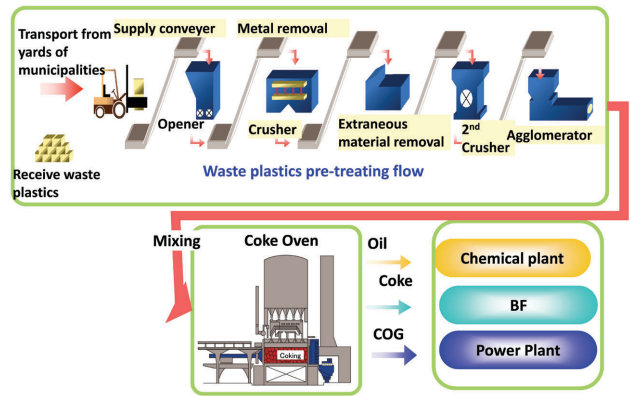 Transport from
yards of
municipalities
Supply conveyer
Metal removal
Opener
Crusher
Extraneous
material removal
2nd
Crusher
Agglomerator
Receive waste
plastics
Waste plastics pre-treating flow
Mixing
Coke Oven
Coking
Oil
Coke
COG
Chemical plant
BF
Power Plant